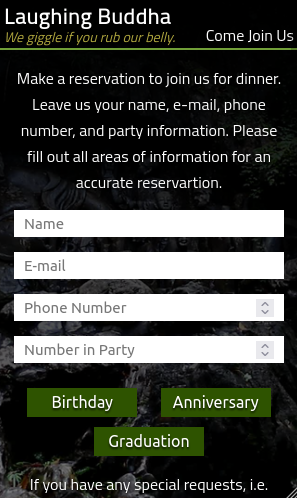 Laughing Buddha
We giggle if you rub our belly.
Come Join Us
Make a reservation to join us for dinner.
Leave us your name, e-mail, phone
number, and party information. Please
fill out all areas of information for an
accurate reservartion.
Name
E-mail
Phone Number
Number in Party
Birthday
Anniversary
Graduation
If you have any special requests, i.e.